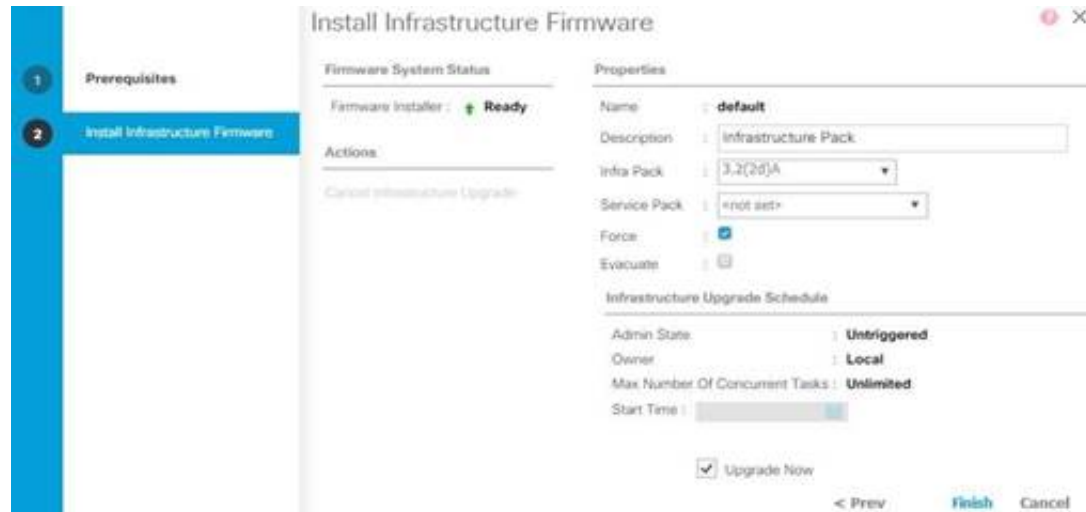 Install Infrastructure Firmware
1 Prerequisites
2 Install Infrastructure Firmware
Firmware System Status
Firmware Installer : Ready
Actions
Cancel Infrastructure Upgrade
Properties
Name : default
Description : Infrastructure Pack
Infra Pack : 3.2(2d)A
Service Pack : <not set>
Force :
Evacuate :
Infrastructure Upgrade Schedule
Admin State : Untriggered
Owner : Local
Max Number Of Concurrent Tasks : Unlimited
Start Time :
Upgrade Now
< Prev Finish Cancel